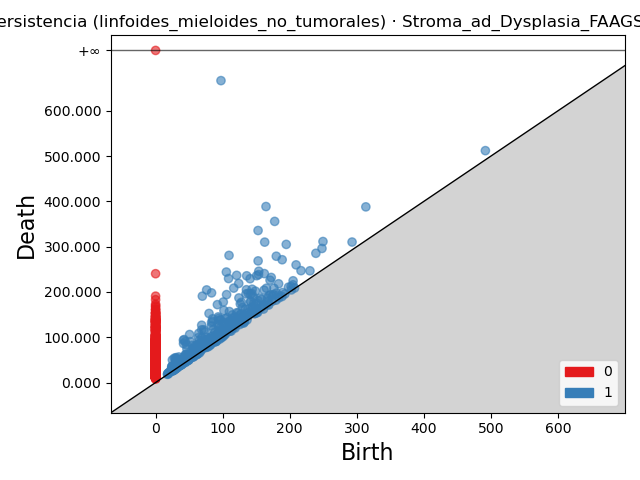 ersistencia (linfoides_mieloides_no_tumorales) · Stroma_ad_Dysplasia_FAAGS
+∞
600.000
500.000
400.000
300.000
200.000
100.000
0.000
Death
0
1
0 100 200 300 400 500 600
Birth